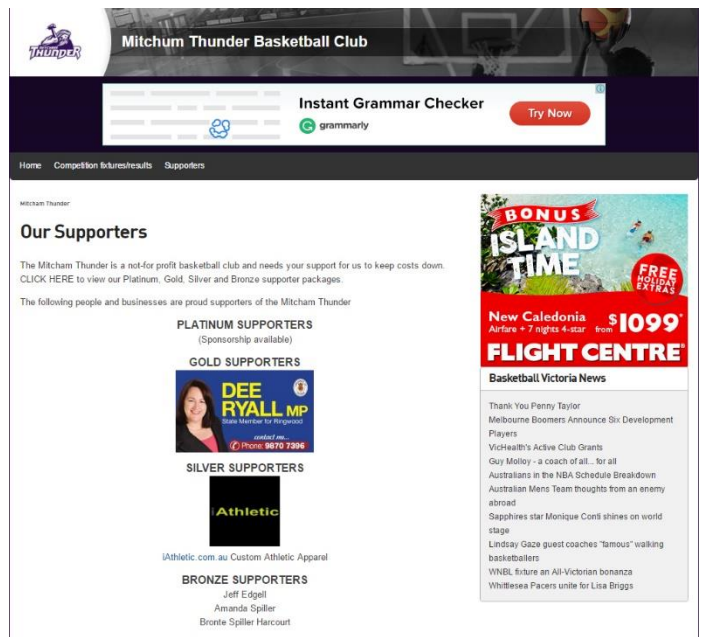 MITCHAM
THUNDER
Mitchum Thunder Basketball Club
Instant Grammar Checker
grammarly
Try Now
Home Competition fixtures/results Supporters
Mitcham Thunder
Our Supporters
The Mitcham Thunder is a not-for profit basketball club and needs your support for us to keep costs down.
CLICK HERE to view our Platinum, Gold, Silver and Bronze supporter packages.
The following people and businesses are proud supporters of the Mitcham Thunder
PLATINUM SUPPORTERS
(Sponsorship available)
GOLD SUPPORTERS
DEE
RYALL MP
State Member for Ringwood
contact me...
Phone: 9870 7396
SILVER SUPPORTERS
iAthletic
iAthletic.com.au Custom Athletic Apparel
BRONZE SUPPORTERS
Jeff Edgell
Amanda Spiller
Bronte Spiller Harcourt
BONUS
ISLAND
TIME
FREE
HOLIDAY
EXTRAS
New Caledonia
Airfare + 7 nights 4-star from $1099*
FLIGHT CENTRE
Basketball Victoria News
Thank You Penny Taylor
Melbourne Boomers Announce Six Development
Players
VicHealth's Active Club Grants
Guy Molloy - a coach of all... for all
Australians in the NBA Schedule Breakdown
Australian Mens Team thoughts from an enemy
abroad
Sapphires star Monique Conti shines on world
stage
Lindsay Gaze guest coaches "famous" walking
basketballers
WNBL fixture an All-Victorian bonanza
Whittlesea Pacers unite for Lisa Briggs